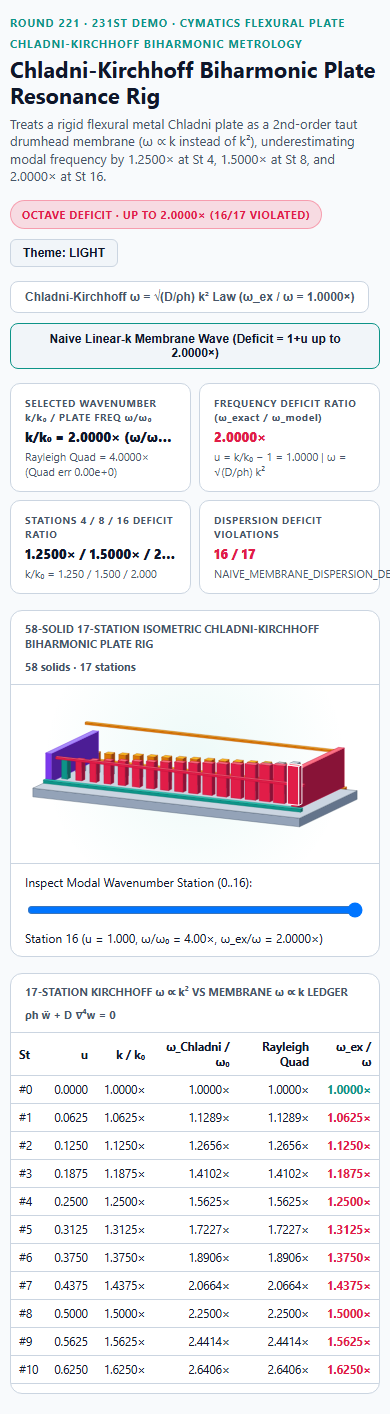 ROUND 221 · 231ST DEMO · CYMATICS FLEXURAL PLATE
CHLADNI-KIRCHHOFF BIHARMONIC METROLOGY
Chladni-Kirchhoff Biharmonic Plate
Resonance Rig
Treats a rigid flexural metal Chladni plate as a 2nd-order taut
drumhead membrane (ω ∝ k instead of k²), underestimating
modal frequency by 1.2500× at St 4, 1.5000× at St 8, and
2.0000× at St 16.
OCTAVE DEFICIT · UP TO 2.0000× (16/17 VIOLATED)
Theme: LIGHT
Chladni-Kirchhoff ω = √(D/ρh) k² Law (ω_ex / ω = 1.0000×)
Naive Linear-k Membrane Wave (Deficit = 1+u up to
2.0000×)
SELECTED WAVENUMBER
k/k₀ / PLATE FREQ ω/ω₀
k/k₀ = 2.0000× (ω/ω...
Rayleigh Quad = 4.0000×
(Quad err 0.00e+0)
FREQUENCY DEFICIT RATIO
(ω_exact / ω_model)
2.0000×
u = k/k₀ − 1 = 1.0000 | ω =
√(D/ρh) k²
STATIONS 4 / 8 / 16 DEFICIT
RATIO
1.2500× / 1.5000× / 2...
k/k₀ = 1.250 / 1.500 / 2.000
DISPERSION DEFICIT
VIOLATIONS
16 / 17
NAIVE_MEMBRANE_DISPERSION_DE
58-SOLID 17-STATION ISOMETRIC CHLADNI-KIRCHHOFF
BIHARMONIC PLATE RIG
58 solids · 17 stations
Inspect Modal Wavenumber Station (0..16):
Station 16 (u = 1.000, ω/ω₀ = 4.00×, ω_ex/ω = 2.0000×)
17-STATION KIRCHHOFF ω ∝ k² VS MEMBRANE ω ∝ k LEDGER
ρh ẅ + D ∇⁴w = 0
St u k / k₀ ω_Chladni / ω₀ Rayleigh Quad ω_ex / ω
#0 0.0000 1.0000× 1.0000× 1.0000× 1.0000×
#1 0.0625 1.0625× 1.1289× 1.1289× 1.0625×
#2 0.1250 1.1250× 1.2656× 1.2656× 1.1250×
#3 0.1875 1.1875× 1.4102× 1.4102× 1.1875×
#4 0.2500 1.2500× 1.5625× 1.5625× 1.2500×
#5 0.3125 1.3125× 1.7227× 1.7227× 1.3125×
#6 0.3750 1.3750× 1.8906× 1.8906× 1.3750×
#7 0.4375 1.4375× 2.0664× 2.0664× 1.4375×
#8 0.5000 1.5000× 2.2500× 2.2500× 1.5000×
#9 0.5625 1.5625× 2.4414× 2.4414× 1.5625×
#10 0.6250 1.6250× 2.6406× 2.6406× 1.6250×